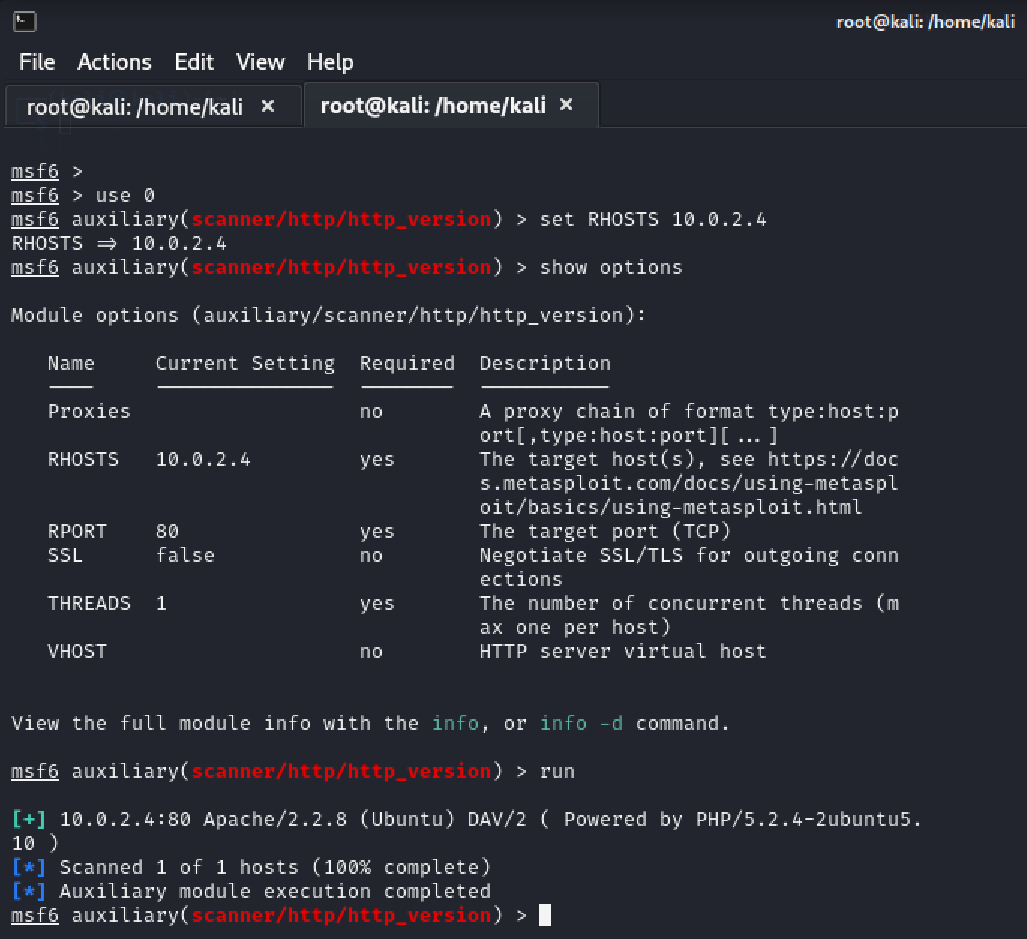 root@kali: /home/kali
File Actions Edit View Help
root@kali: /home/kali × root@kali: /home/kali ×
msf6 >
msf6 > use 0
msf6 auxiliary(scanner/http/http_version) > set RHOSTS 10.0.2.4
RHOSTS ⇒ 10.0.2.4
msf6 auxiliary(scanner/http/http_version) > show options
Module options (auxiliary/scanner/http/http_version):
Name Current Setting Required Description
Proxies no A proxy chain of format type:host:p
ort[,type:host:port][ ... ]
RHOSTS 10.0.2.4 yes The target host(s), see https://doc
s.metasploit.com/docs/using-metaspl
oit/basics/using-metasploit.html
RPORT 80 yes The target port (TCP)
SSL false no Negotiate SSL/TLS for outgoing conn
ections
THREADS 1 yes The number of concurrent threads (m
ax one per host)
VHOST no HTTP server virtual host
View the full module info with the info, or info -d command.
msf6 auxiliary(scanner/http/http_version) > run
[+] 10.0.2.4:80 Apache/2.2.8 (Ubuntu) DAV/2 ( Powered by PHP/5.2.4-2ubuntu5.
10 )
[*] Scanned 1 of 1 hosts (100% complete)
[*] Auxiliary module execution completed
msf6 auxiliary(scanner/http/http_version) >